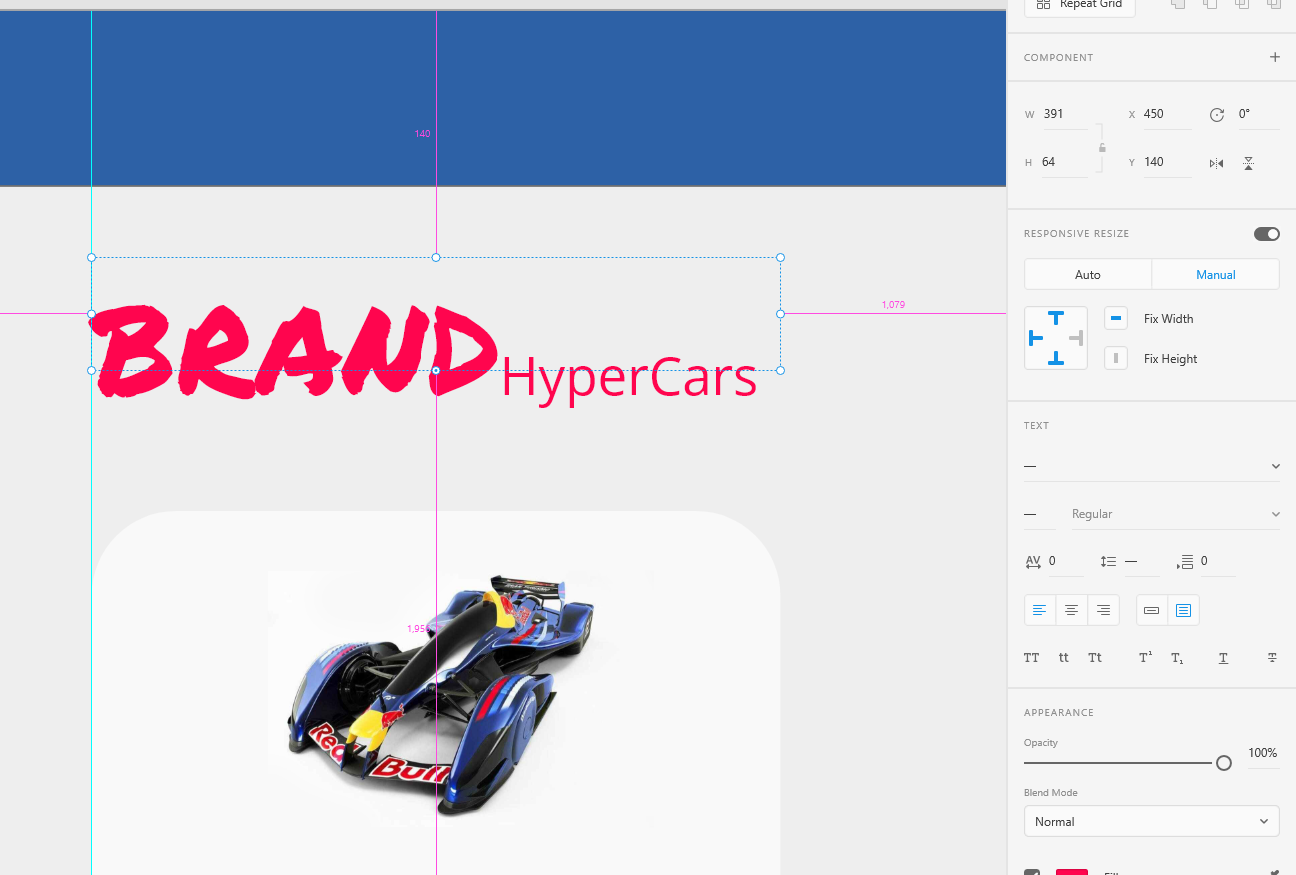 Repeat Grid
COMPONENT
W 391 X 450 0°
140
H 64 Y 140
RESPONSIVE RESIZE
Auto Manual
1,079
Fix Width
BRAND HyperCars
Fix Height
TEXT
—
— Regular
AV 0 — 0
1,956
TT tt Tt T¹ T₁ T T
Red
Bull
APPEARANCE
Opacity
100%
Blend Mode
Normal